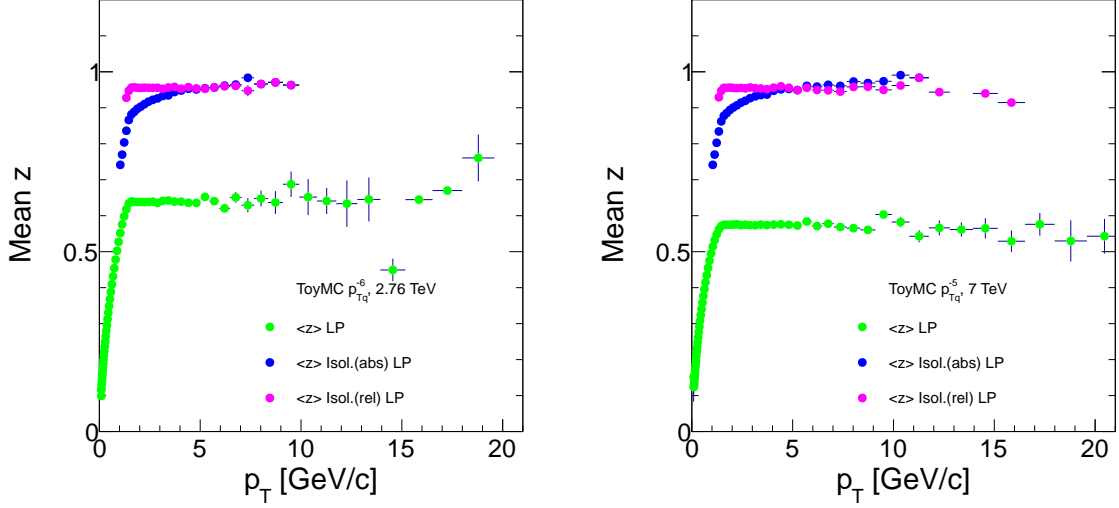 1
0.5
0
Mean z
ToyMC p_Tq^-6, 2.76 TeV
<z> LP
<z> Isol.(abs) LP
<z> Isol.(rel) LP
0 5 10 15 20
p_T [GeV/c]
1
0.5
0
Mean z
ToyMC p_Tq^-5, 7 TeV
<z> LP
<z> Isol.(abs) LP
<z> Isol.(rel) LP
0 5 10 15 20
p_T [GeV/c]